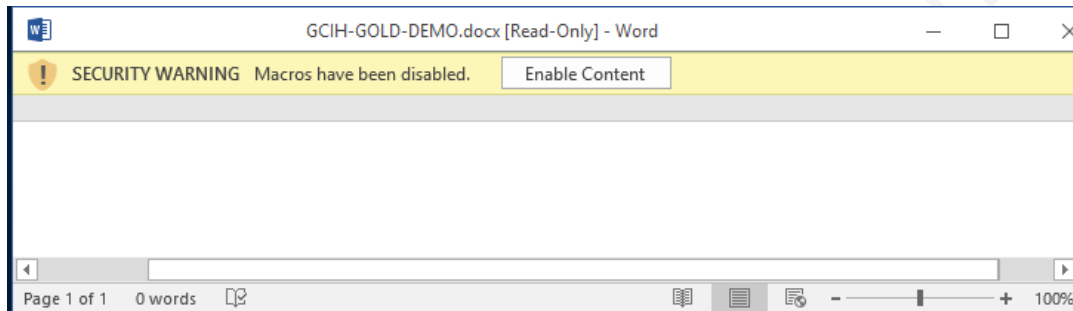 GCIH-GOLD-DEMO.docx [Read-Only] - Word
SECURITY WARNING Macros have been disabled. Enable Content
Page 1 of 1 0 words 100%